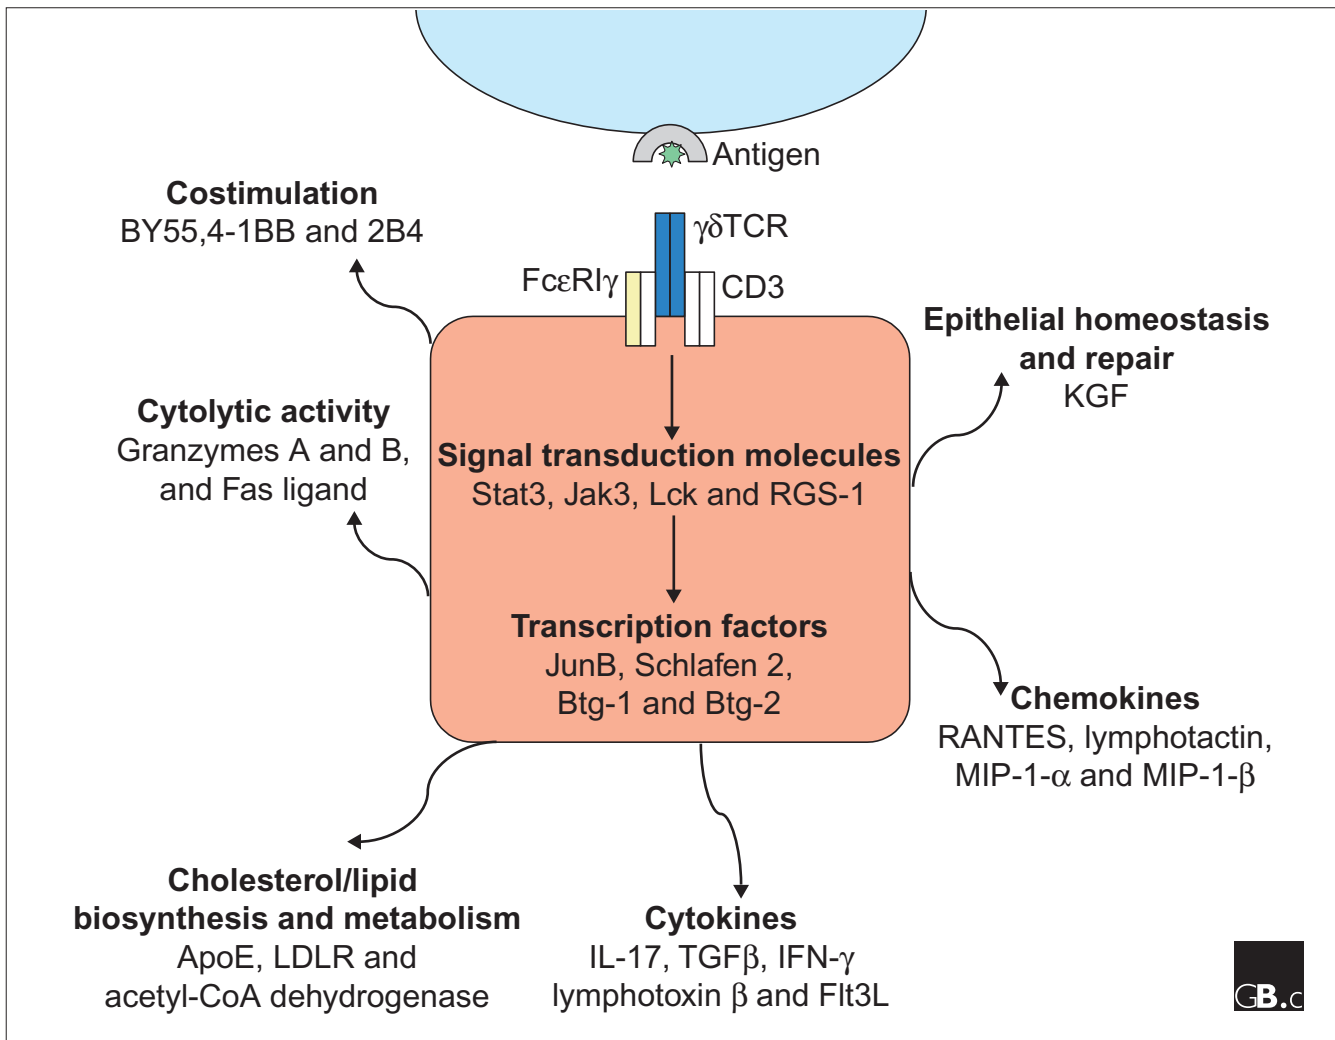 Antigen
Costimulation
BY55,4-1BB and 2B4
γδTCR
FcεRIγ
CD3
Epithelial homeostasis
and repair
KGF
Cytolytic activity
Granzymes A and B,
and Fas ligand
Signal transduction molecules
Stat3, Jak3, Lck and RGS-1
Transcription factors
JunB, Schlafen 2,
Btg-1 and Btg-2
Chemokines
RANTES, lymphotactin,
MIP-1-α and MIP-1-β
Cholesterol/lipid
biosynthesis and metabolism
ApoE, LDLR and
acetyl-CoA dehydrogenase
Cytokines
IL-17, TGFβ, IFN-γ
lymphotoxin β and Flt3L
GB.c